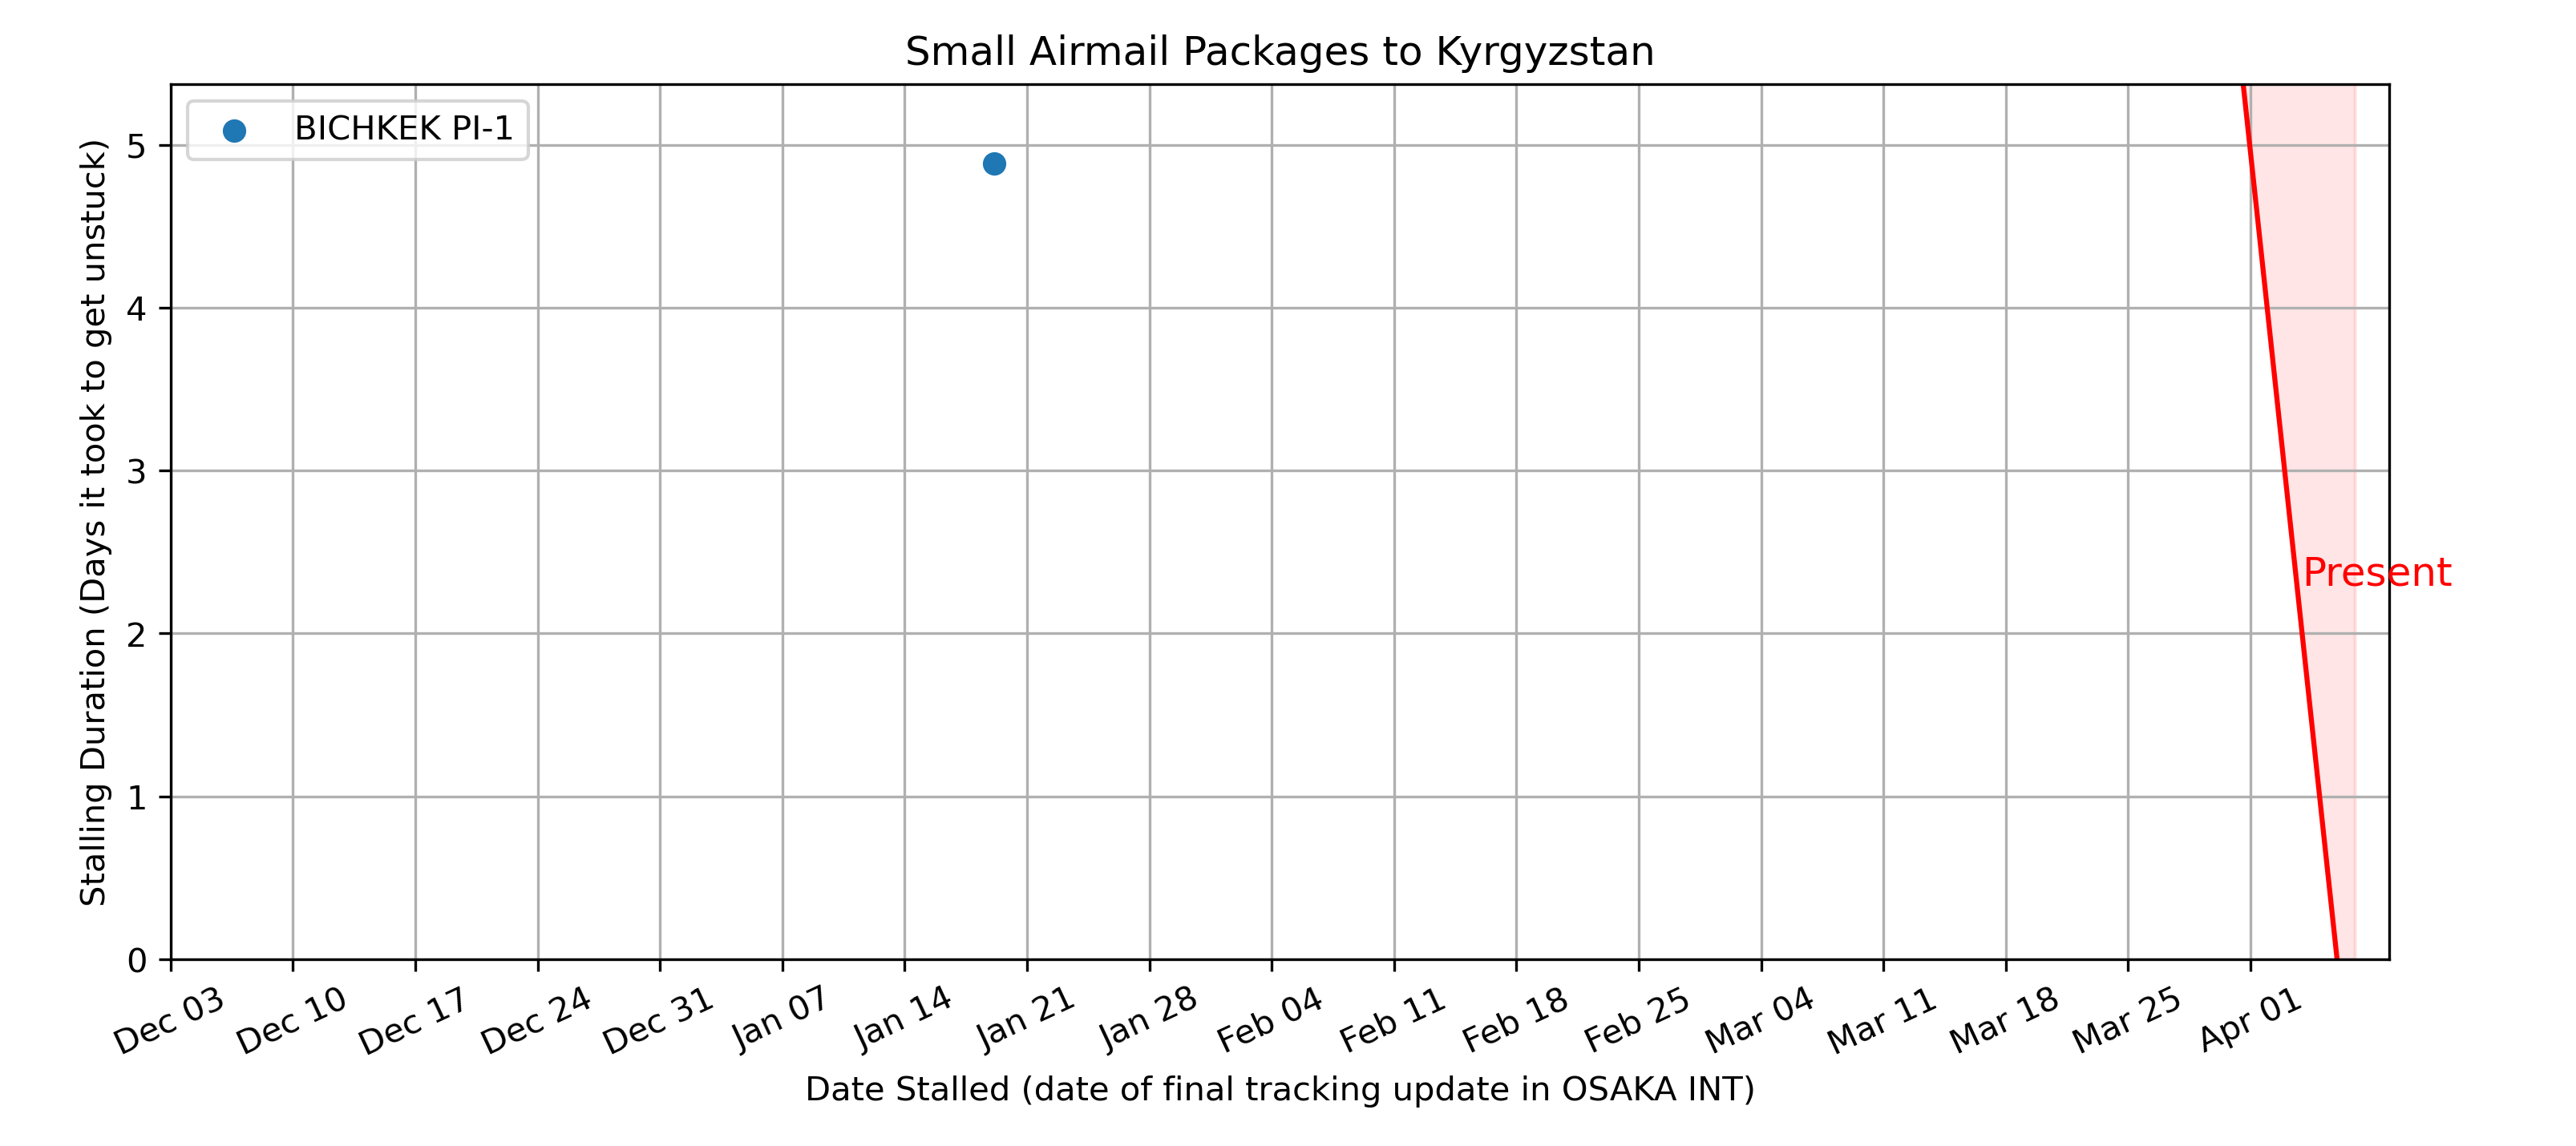 Small Airmail Packages to Kyrgyzstan
BICHKEK PI-1
Stalling Duration (Days it took to get unstuck)
5
4
3
2
1
0
Present
Dec 03
Dec 10
Dec 17
Dec 24
Dec 31
Jan 07
Jan 14
Jan 21
Jan 28
Feb 04
Feb 11
Feb 18
Feb 25
Mar 04
Mar 11
Mar 18
Mar 25
Apr 01
Date Stalled (date of final tracking update in OSAKA INT)